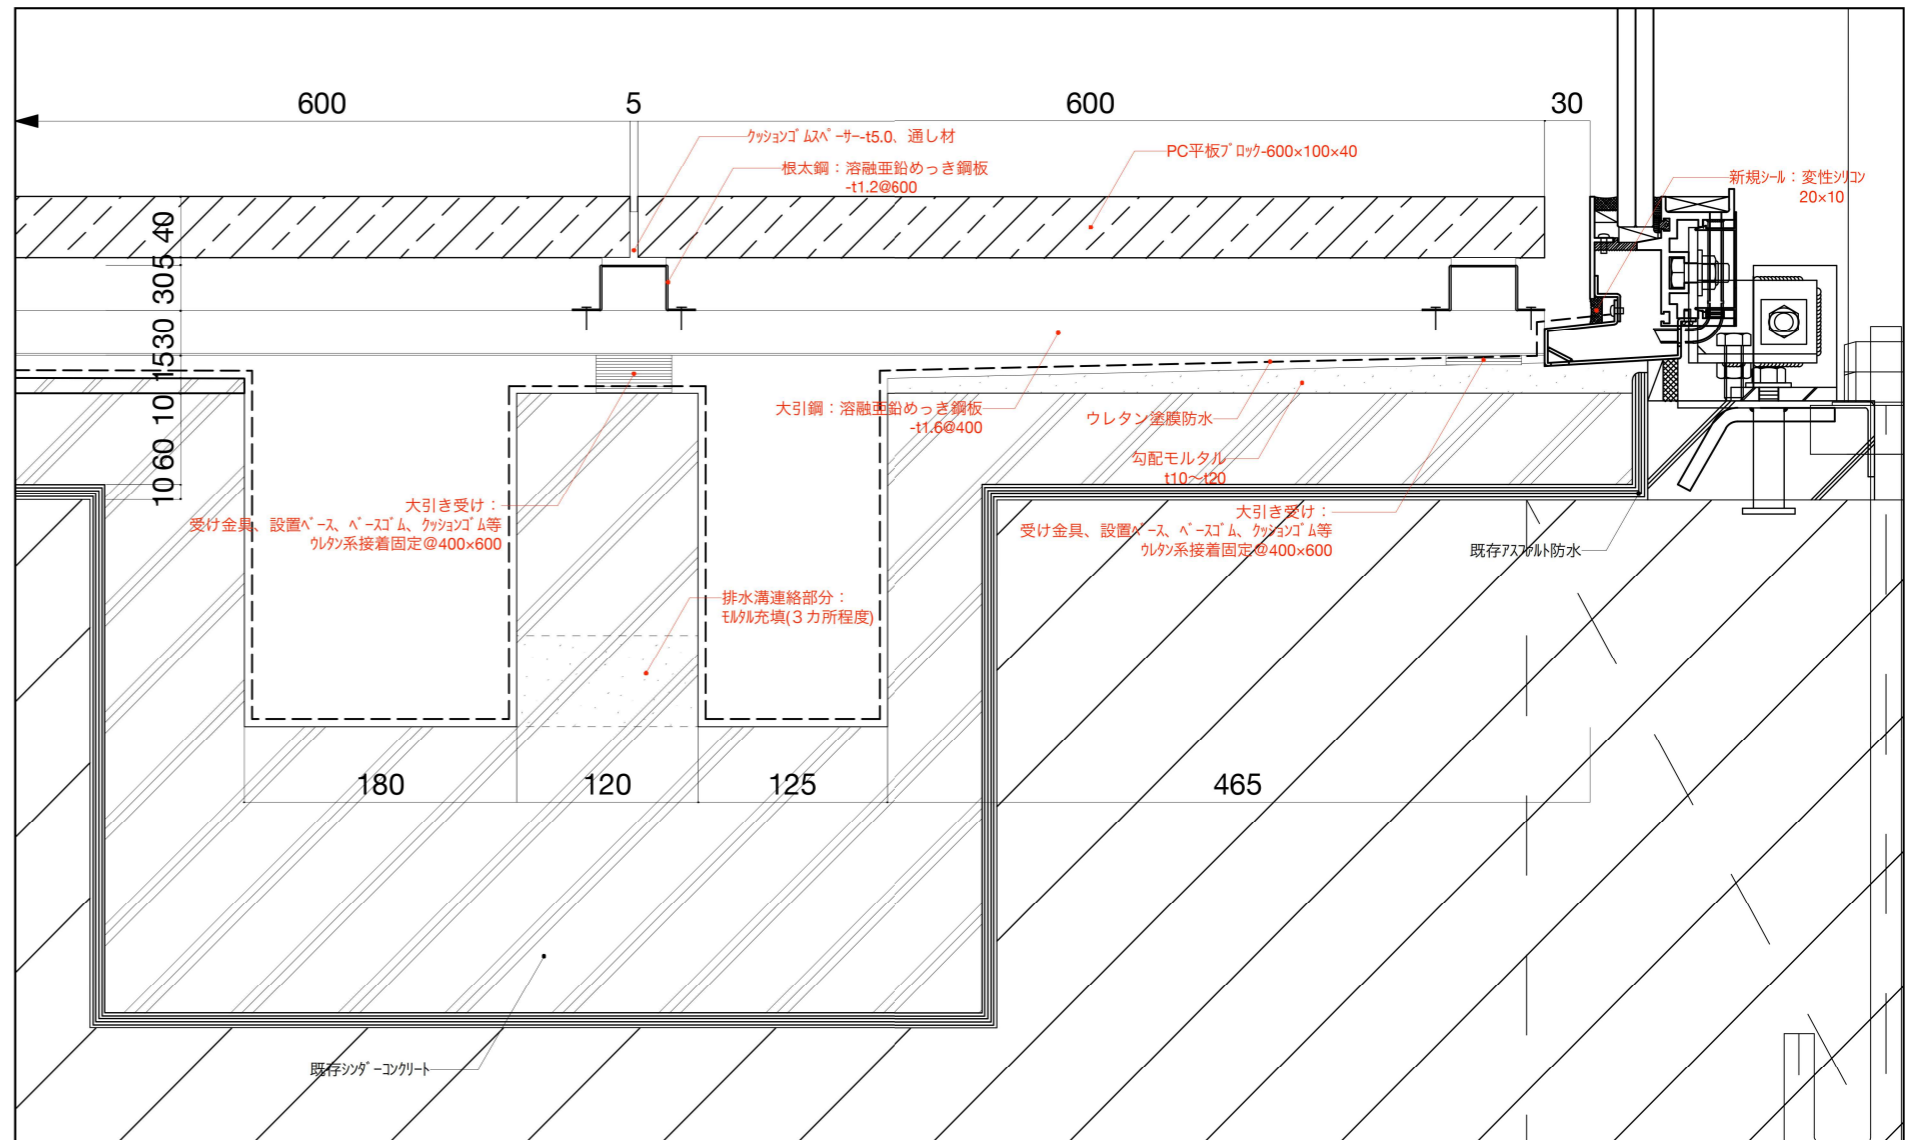 600
5
600
30
クッションゴムスペーサー-t5.0、通し材
根太鋼：溶融亜鉛めっき鋼板
-t1.2@600
PC平板ブロック-600×100×40
新規シール：変性シリコン
20×10
40
5
30
30
15
10
60
10
大引鋼：溶融亜鉛めっき鋼板
-t1.6@400
ウレタン塗膜防水
勾配モルタル
t10～t20
大引き受け：
受け金具、設置ベース、ベースゴム、クッションゴム等
ウレタン系接着固定@400×600
大引き受け：
受け金具、設置ベース、ベースゴム、クッションゴム等
ウレタン系接着固定@400×600
既存アスファルト防水
排水溝連絡部分：
モルタル充填(３カ所程度)
180
120
125
465
既存シンダーコンクリート